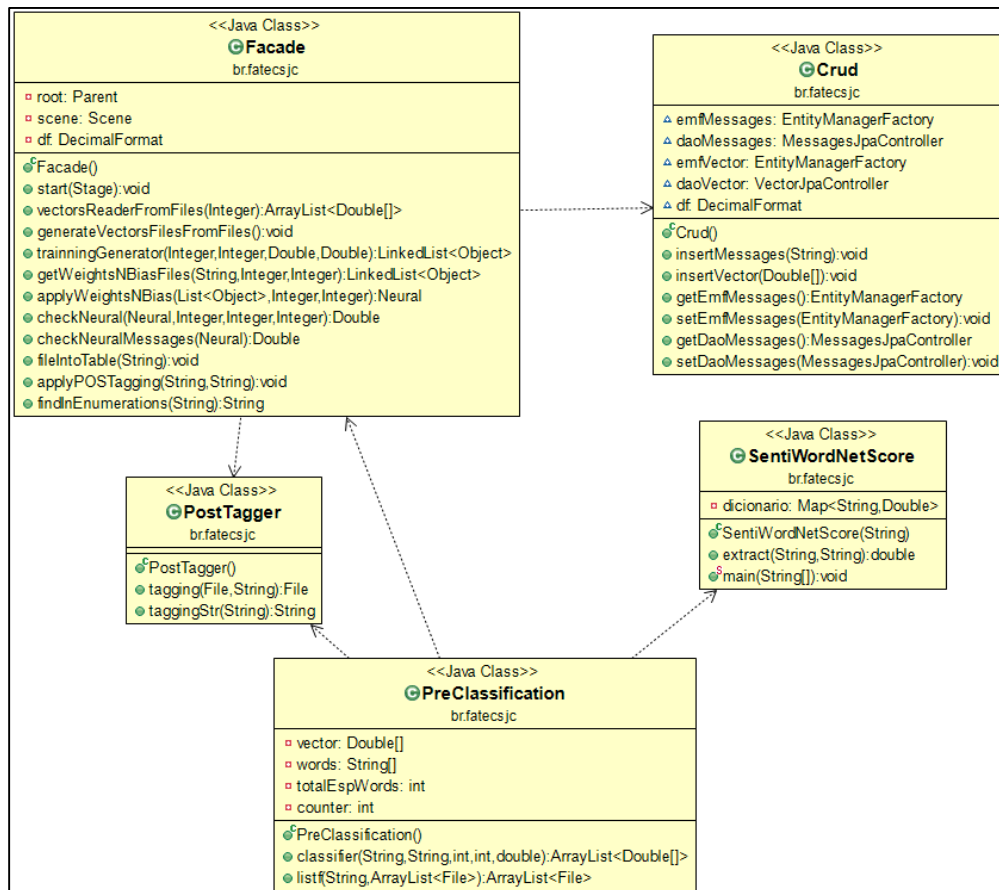 <<Java Class>>
Facade
br.fatecsjc
root: Parent
scene: Scene
df: DecimalFormat
Facade()
start(Stage):void
vectorsReaderFromFiles(Integer):ArrayList<Double[]>
generateVectorsFilesFromFiles():void
trainningGenerator(Integer,Integer,Double,Double):LinkedList<Object>
getWeightsNBiasFiles(String,Integer,Integer):LinkedList<Object>
applyWeightsNBias(List<Object>,Integer,Integer):Neural
checkNeural(Neural,Integer,Integer,Integer):Double
checkNeuralMessages(Neural):Double
fileIntoTable(String):void
applyPOSTagging(String,String):void
findInEnumerations(String):String
<<Java Class>>
Crud
br.fatecsjc
emfMessages: EntityManagerFactory
daoMessages: MessagesJpaController
emfVector: EntityManagerFactory
daoVector: VectorJpaController
df: DecimalFormat
Crud()
insertMessages(String):void
insertVector(Double[]):void
getEmfMessages():EntityManagerFactory
setEmfMessages(EntityManagerFactory):void
getDaoMessages():MessagesJpaController
setDaoMessages(MessagesJpaController):void
<<Java Class>>
PostTagger
br.fatecsjc
PostTagger()
tagging(File,String):File
taggingStr(String):String
<<Java Class>>
SentiWordNetScore
br.fatecsjc
dicionario: Map<String,Double>
SentiWordNetScore(String)
extract(String,String):double
main(String[]):void
<<Java Class>>
PreClassification
br.fatecsjc
vector: Double[]
words: String[]
totalEspWords: int
counter: int
PreClassification()
classifier(String,String,int,int,double):ArrayList<Double[]>
listf(String,ArrayList<File>):ArrayList<File>